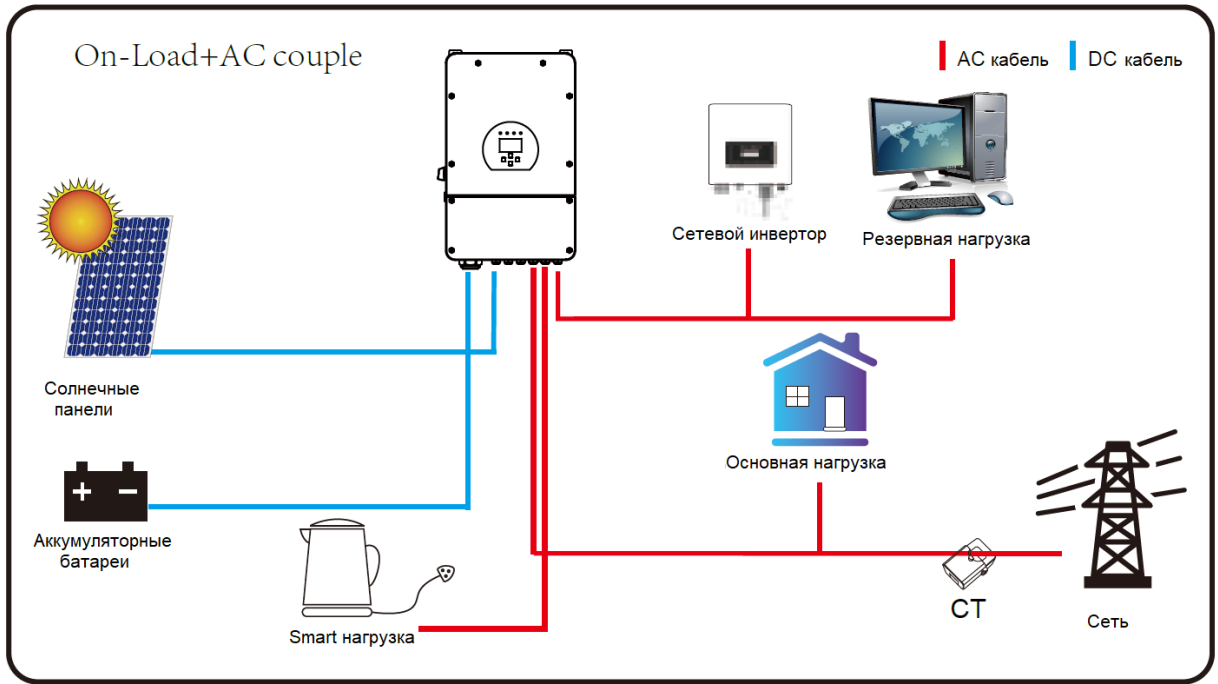 On-Load+AC couple
AC кабель
DC кабель
Сетевой инвертор
Резервная нагрузка
Солнечные
панели
Основная нагрузка
Аккумуляторные
батареи
Smart нагрузка
CT
Сеть